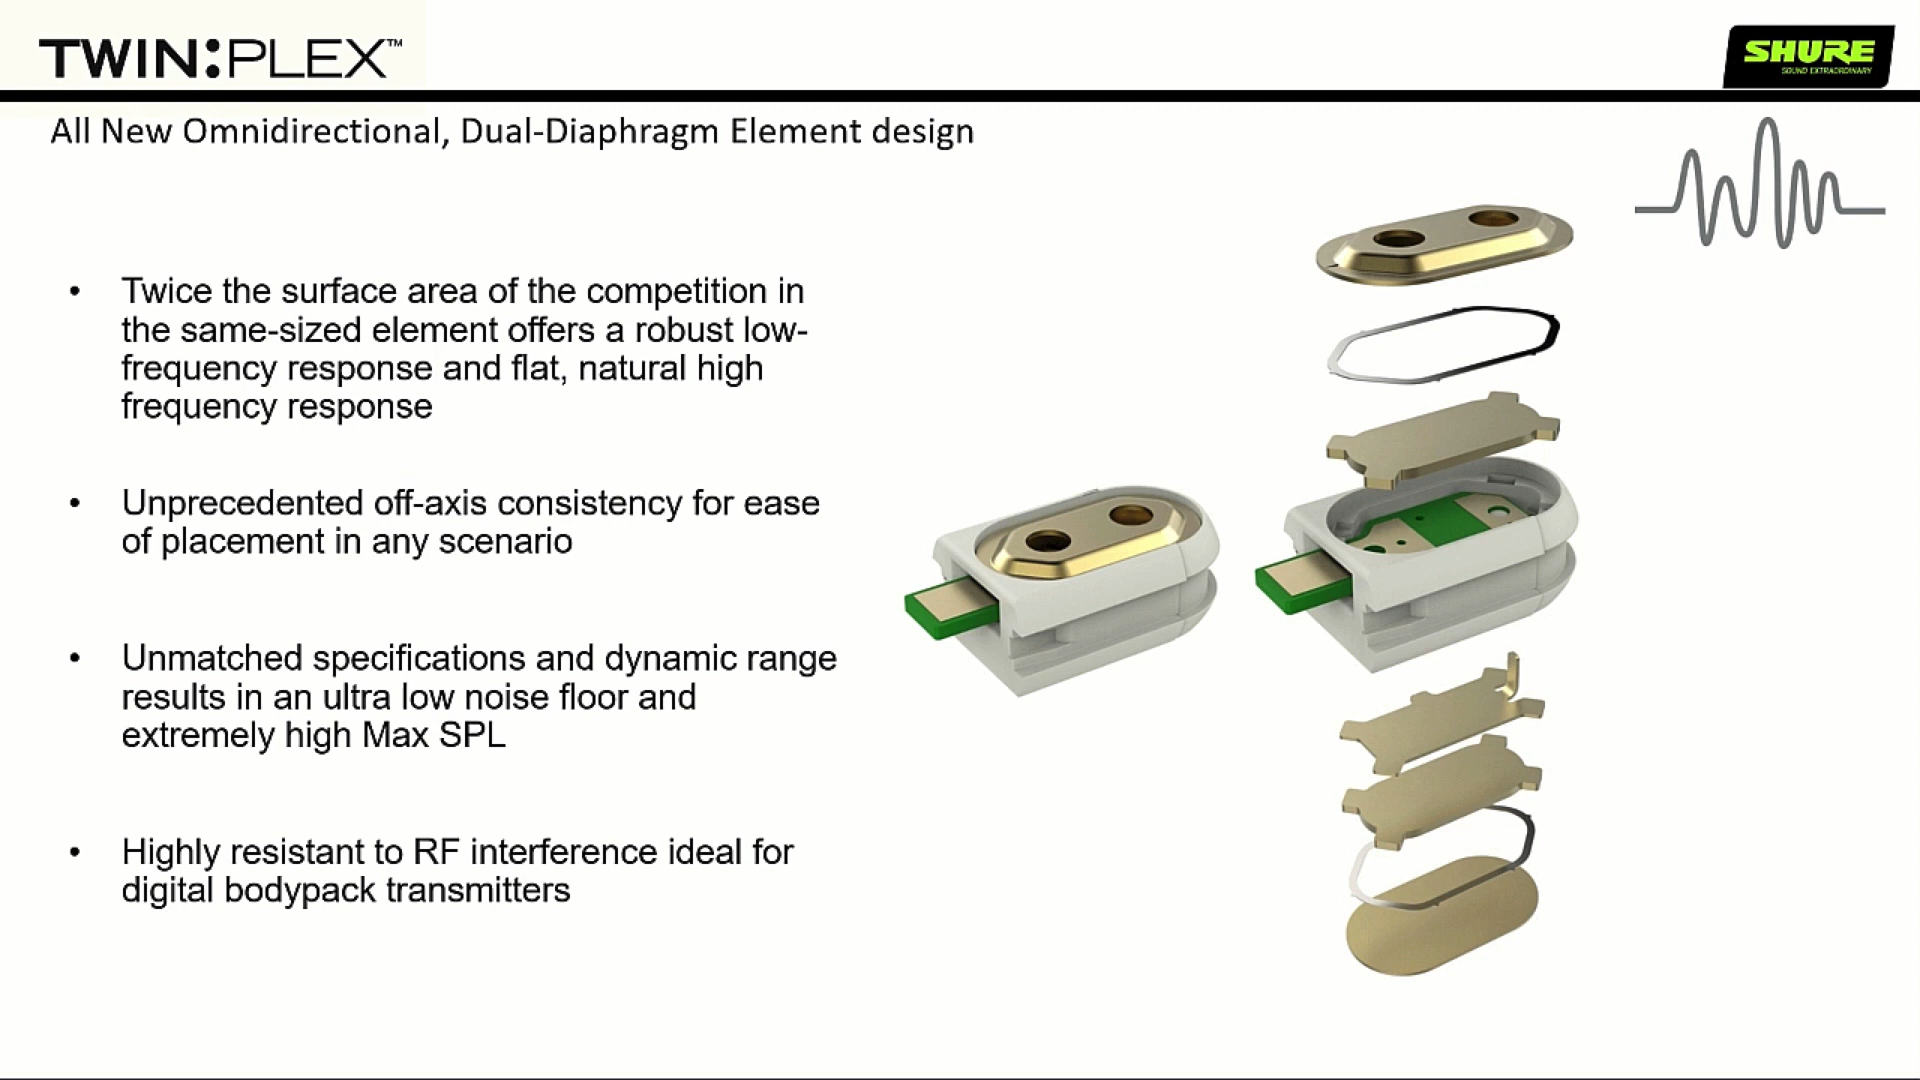 TWIN:PLEX™
SHURE
SOUND EXTRAORDINARY
All New Omnidirectional, Dual-Diaphragm Element design
• Twice the surface area of the competition in
the same-sized element offers a robust low-
frequency response and flat, natural high
frequency response
• Unprecedented off-axis consistency for ease
of placement in any scenario
• Unmatched specifications and dynamic range
results in an ultra low noise floor and
extremely high Max SPL
• Highly resistant to RF interference ideal for
digital bodypack transmitters